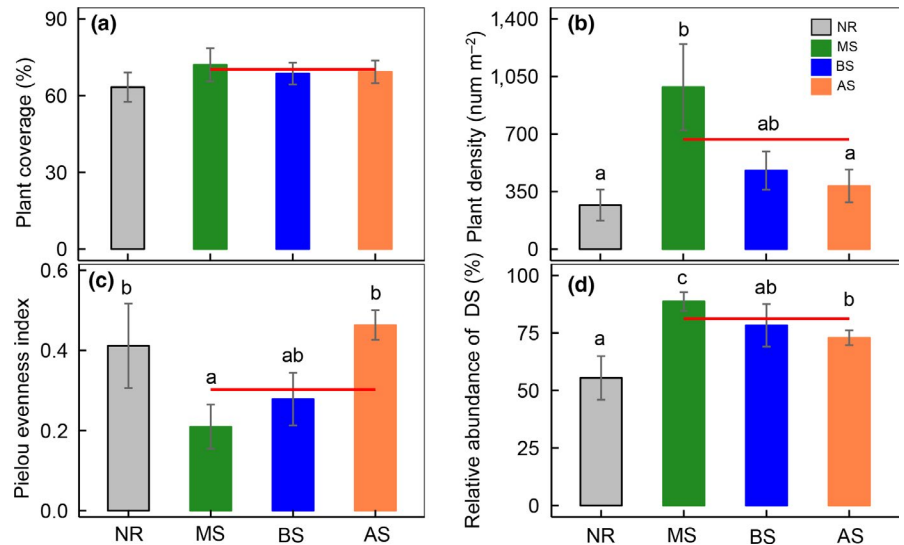 (a)
Plant coverage (%)
90
60
30
0
(b)
Plant density (num m⁻²)
1,400
1,050
700
350
0
a
b
ab
a
NR
MS
BS
AS
(c)
Pielou evenness index
0.6
0.4
0.2
0.0
b
a
ab
b
NR
MS
BS
AS
(d)
Relative abundance of DS (%)
100
75
50
25
0
a
c
ab
b
NR
MS
BS
AS